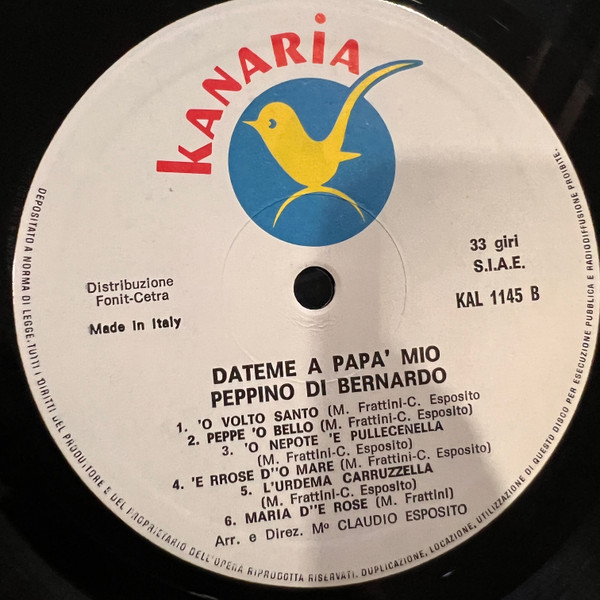 KANARIA
33 giri
S.I.A.E.
KAL 1145 B
Distribuzione
Fonit-Cetra
Made in Italy
DATEME A PAPA' MIO
PEPPINO DI BERNARDO
1. 'O VOLTO SANTO (M. Frattini-C. Esposito)
2. PEPPE 'O BELLO (M. Frattini-C. Esposito)
3. 'O NEPOTE 'E PULLECENELLA
(M. Frattini-C. Esposito)
4. 'E RROSE D''O MARE (M. Frattini-C. Esposito)
5. L'URDEMA CARRUZZELLA
(M. Frattini-C. Esposito)
6. MARIA D''E ROSE (M. Frattini)
Arr. e Direz. Mº CLAUDIO ESPOSITO
DEPOSITATO A NORMA DI LEGGE. TUTTI I DIRITTI DEL PRODUTTORE E DEL PROPRIETARIO DELL'OPERA RIPRODOTTA RISERVATI. DUPLICAZIONE, LOCAZIONE, UTILIZZAZIONE DI QUESTO DISCO PER ESECUZIONE PUBBLICA E RADIODIFFUSIONE PROIBITE.